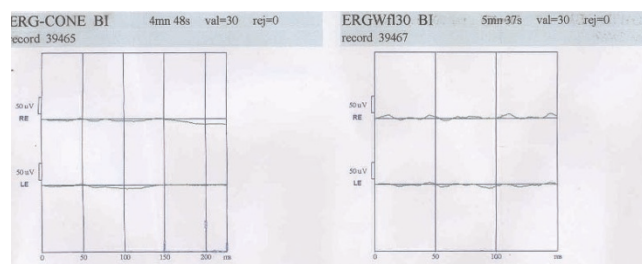 ERG-CONE BI 4mn 48s val=30 rej=0
record 39465
50 uV
RE
50 uV
LE
0 50 100 150 200 ms
ERGWfl30 BI 5mn 37s val=30 rej=0
record 39467
50 uV
RE
50 uV
LE
0 50 100 ms